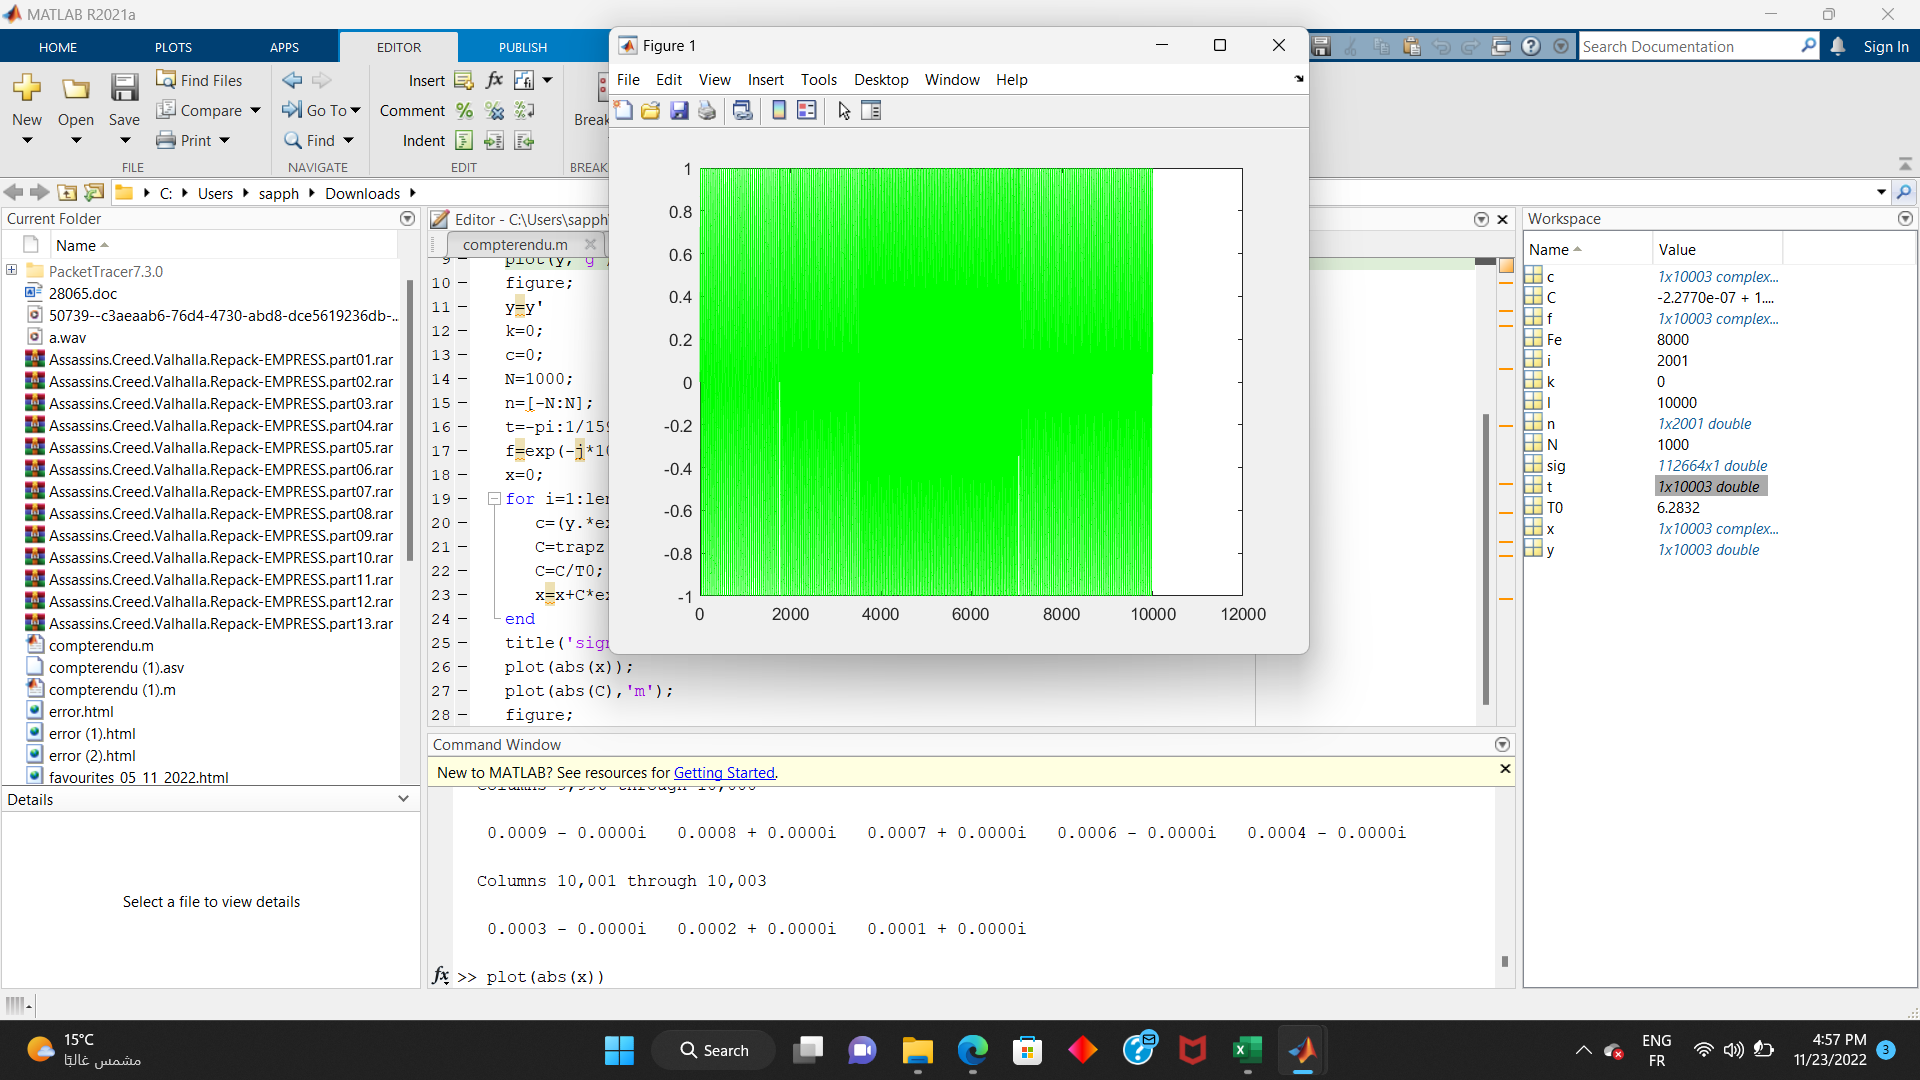 MATLAB R2021a
HOME
PLOTS
APPS
EDITOR
PUBLISH
Search Documentation
Sign In
New
Open
Save
Find Files
Compare
Print
FILE
Go To
Find
NAVIGATE
Insert
Comment
Indent
EDIT
Break
BREAK
C: Users sapph Downloads
Current Folder
Name
PacketTracer7.3.0
28065.doc
50739--c3aeaab6-76d4-4730-abd8-dce5619236db-...
a.wav
Assassins.Creed.Valhalla.Repack-EMPRESS.part01.rar
Assassins.Creed.Valhalla.Repack-EMPRESS.part02.rar
Assassins.Creed.Valhalla.Repack-EMPRESS.part03.rar
Assassins.Creed.Valhalla.Repack-EMPRESS.part04.rar
Assassins.Creed.Valhalla.Repack-EMPRESS.part05.rar
Assassins.Creed.Valhalla.Repack-EMPRESS.part06.rar
Assassins.Creed.Valhalla.Repack-EMPRESS.part07.rar
Assassins.Creed.Valhalla.Repack-EMPRESS.part08.rar
Assassins.Creed.Valhalla.Repack-EMPRESS.part09.rar
Assassins.Creed.Valhalla.Repack-EMPRESS.part10.rar
Assassins.Creed.Valhalla.Repack-EMPRESS.part11.rar
Assassins.Creed.Valhalla.Repack-EMPRESS.part12.rar
Assassins.Creed.Valhalla.Repack-EMPRESS.part13.rar
compterendu.m
compterendu (1).asv
compterendu (1).m
error.html
error (1).html
error (2).html
favourites_05_11_2022.html
Details
Select a file to view details
Editor - C:\Users\sapph\
compterendu.m
9 plot(y,'g')
10 figure;
11 y=y'
12 k=0;
13 c=0;
14 N=1000;
15 n=[-N:N];
16 t=-pi:1/159
17 f=exp(-j*10
18 x=0;
19 for i=1:len
20 c=(y.*ex
21 C=trapz
22 C=C/T0;
23 x=x+C*ex
24 end
25 title('sign
26 plot(abs(x));
27 plot(abs(C),'m');
28 figure;
Figure 1
File Edit View Insert Tools Desktop Window Help
1
0.8
0.6
0.4
0.2
0
-0.2
-0.4
-0.6
-0.8
-1
0 2000 4000 6000 8000 10000 12000
Command Window
New to MATLAB? See resources for Getting Started.
Columns 9,996 through 10,000
0.0009 - 0.0000i 0.0008 + 0.0000i 0.0007 + 0.0000i 0.0006 - 0.0000i 0.0004 - 0.0000i
Columns 10,001 through 10,003
0.0003 - 0.0000i 0.0002 + 0.0000i 0.0001 + 0.0000i
fx >> plot(abs(x))
Workspace
Name Value
c 1x10003 complex...
C -2.2770e-07 + 1....
f 1x10003 complex...
Fe 8000
i 2001
k 0
l 10000
n 1x2001 double
N 1000
sig 112664x1 double
t 1x10003 double
T0 6.2832
x 1x10003 complex...
y 1x10003 double
15°C
مشمس غالبًا
Search
ENG
FR
4:57 PM
11/23/2022
3